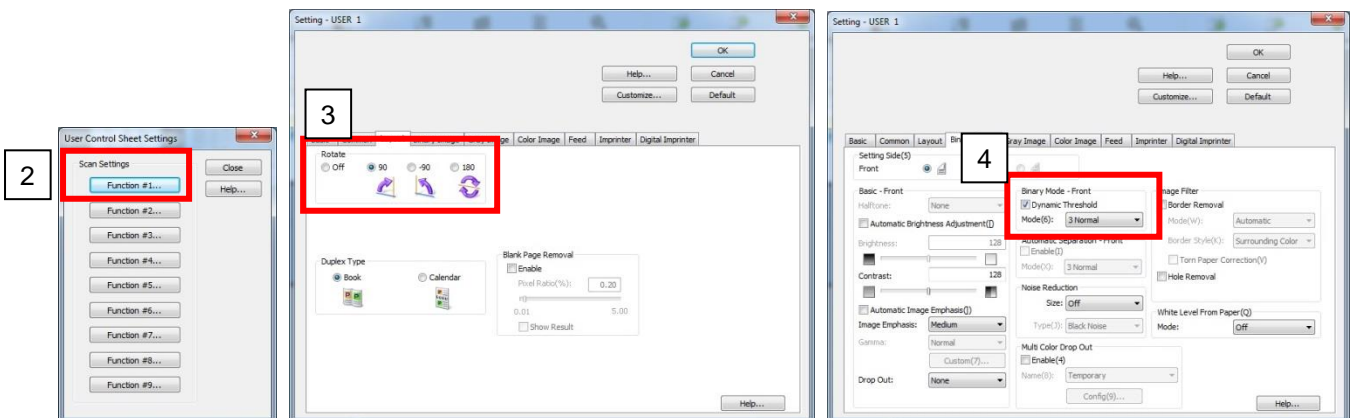 2
User Control Sheet Settings
Scan Settings
Function #1...
Function #2...
Function #3...
Function #4...
Function #5...
Function #6...
Function #7...
Function #8...
Function #9...
Close
Help...
Setting - USER 1
OK
Help... Cancel
Customize... Default
3
Color Image Feed Imprinter Digital Imprinter
Rotate
Off 90 -90 180
Duplex Type
Book Calendar
Blank Page Removal
Enable
Pixel Ratio(%): 0.20
0.01 5.00
Show Result
Help...
Setting - USER 1
OK
Help... Cancel
Customize... Default
4
Basic Common Layout Gray Image Color Image Feed Imprinter Digital Imprinter
Setting Side(5)
Front
Basic - Front
Halftone: None
Automatic Brightness Adjustment(J)
Brightness: 128
Contrast: 128
Automatic Image Emphasis(J)
Image Emphasis: Medium
Gamma: Normal
Custom(7)...
Drop Out: None
Binary Mode - Front
Dynamic Threshold
Mode(6): 3 Normal
Automatic Separation - Front
Enable(I)
Mode(X): 3 Normal
Noise Reduction
Size: Off
Type(J): Black Noise
Multi Color Drop Out
Enable(4)
Name(8): Temporary
Config(9)...
Image Filter
Border Removal
Mode(W): Automatic
Border Style(K): Surrounding Color
Torn Paper Correction(V)
Hole Removal
White Level From Paper(Q)
Mode: Off
Help...